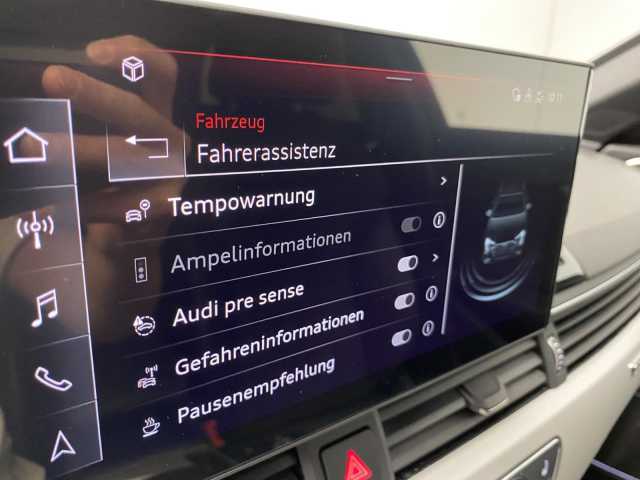 Fahrzeug
Fahrerassistenz
Tempowarnung
Ampelinformationen
Audi pre sense
Gefahreninformationen
Pausenempfehlung